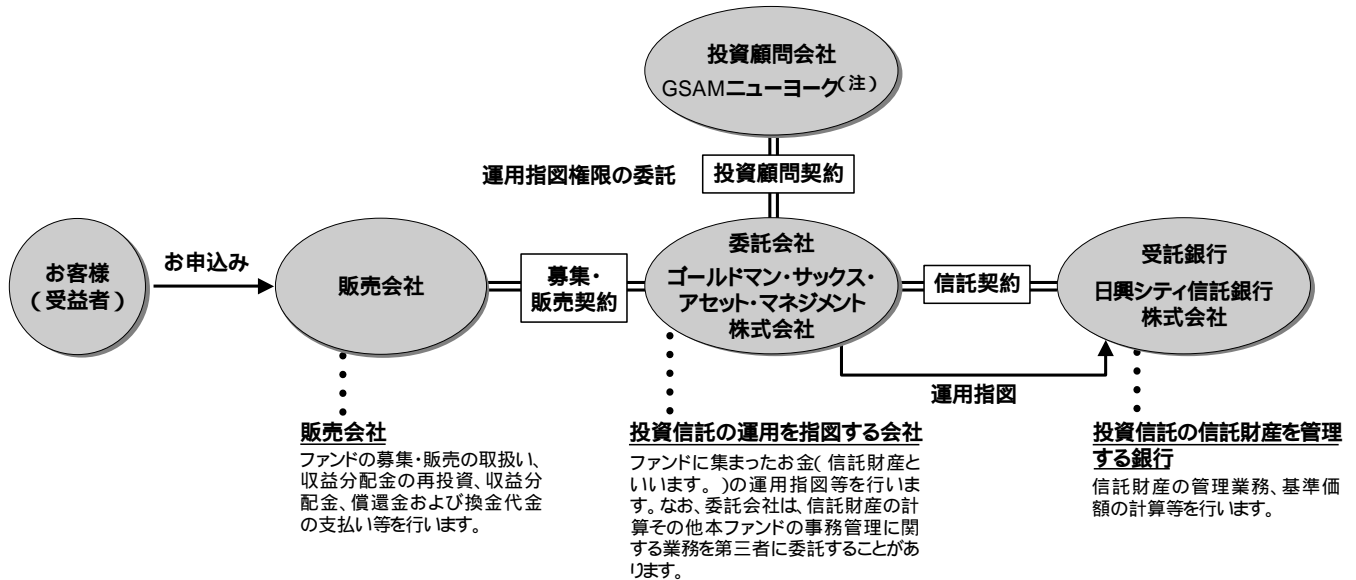 投資顧問会社
GSAMニューヨーク(注)
運用指図権限の委託
投資顧問契約
お客様
(受益者)
お申込み
販売会社
募集・
販売契約
委託会社
ゴールドマン・サックス・
アセット・マネジメント
株式会社
信託契約
受託銀行
日興シティ信託銀行
株式会社
運用指図
販売会社
ファンドの募集・販売の取扱い、
収益分配金の再投資、収益分
配金、償還金および換金代金
の支払い等を行います。
投資信託の運用を指図する会社
ファンドに集まったお金(信託財産と
いいます。)の運用指図等を行いま
す。なお、委託会社は、信託財産の計
算その他本ファンドの事務管理に関
する業務を第三者に委託することがあ
ります。
投資信託の信託財産を管理
する銀行
信託財産の管理業務、基準価
額の計算等を行います。